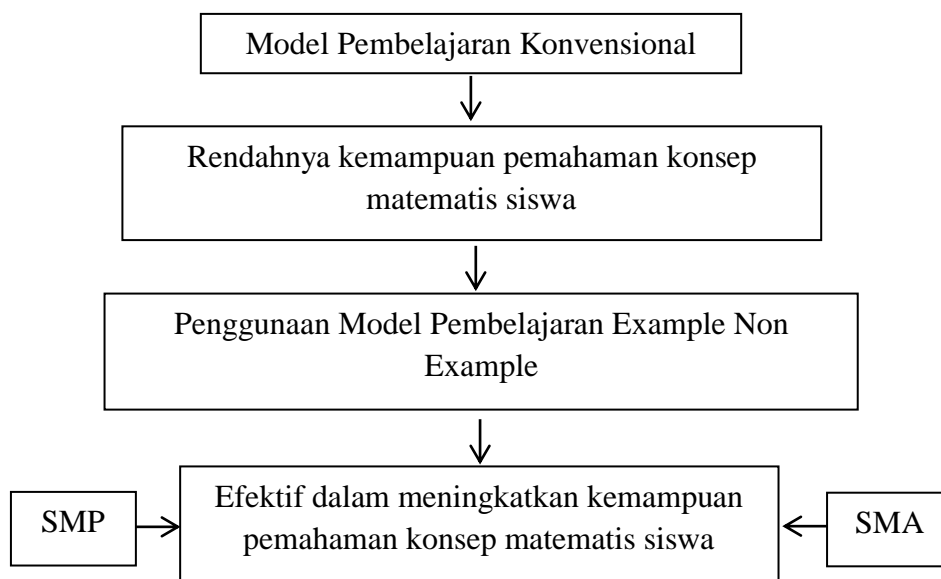 Model Pembelajaran Konvensional
Rendahnya kemampuan pemahaman konsep
matematis siswa
Penggunaan Model Pembelajaran Example Non
Example
SMP
Efektif dalam meningkatkan kemampuan
pemahaman konsep matematis siswa
SMA